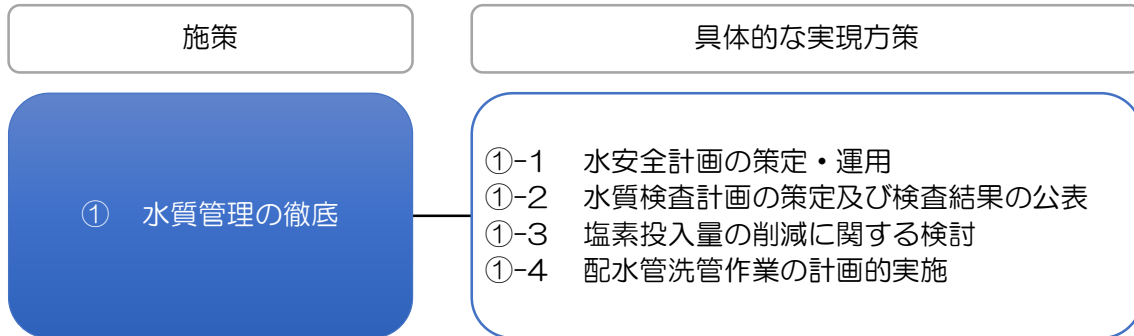 施策
具体的な実現方策
① 水質管理の徹底
①-1 水安全計画の策定・運用
①-2 水質検査計画の策定及び検査結果の公表
①-3 塩素投入量の削減に関する検討
①-4 配水管洗管作業の計画的実施